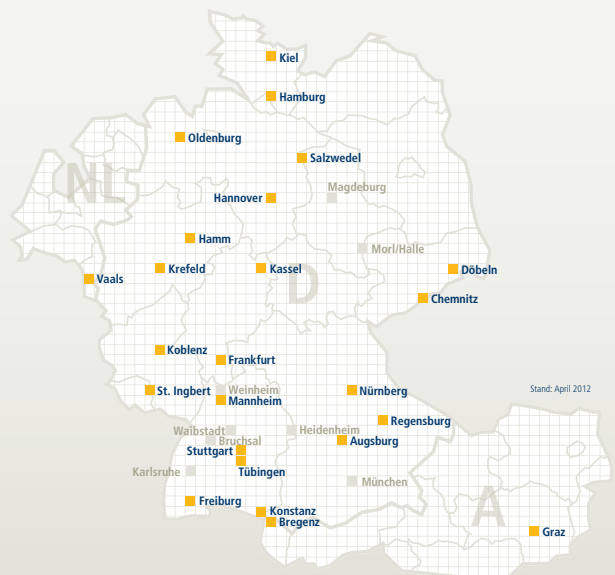 Kiel
Hamburg
Oldenburg
Salzwedel
NL
Magdeburg
Hannover
Hamm
Morl/Halle
Krefeld
Kassel
D
Döbeln
Vaals
Chemnitz
Koblenz
Frankfurt
St. Ingbert
Weinheim
Nürnberg
Stand: April 2012
Mannheim
Regensburg
Waibstadt
Heidenheim
Bruchsal
Augsburg
Stuttgart
Karlsruhe
Tübingen
München
Freiburg
A
Konstanz
Bregenz
Graz